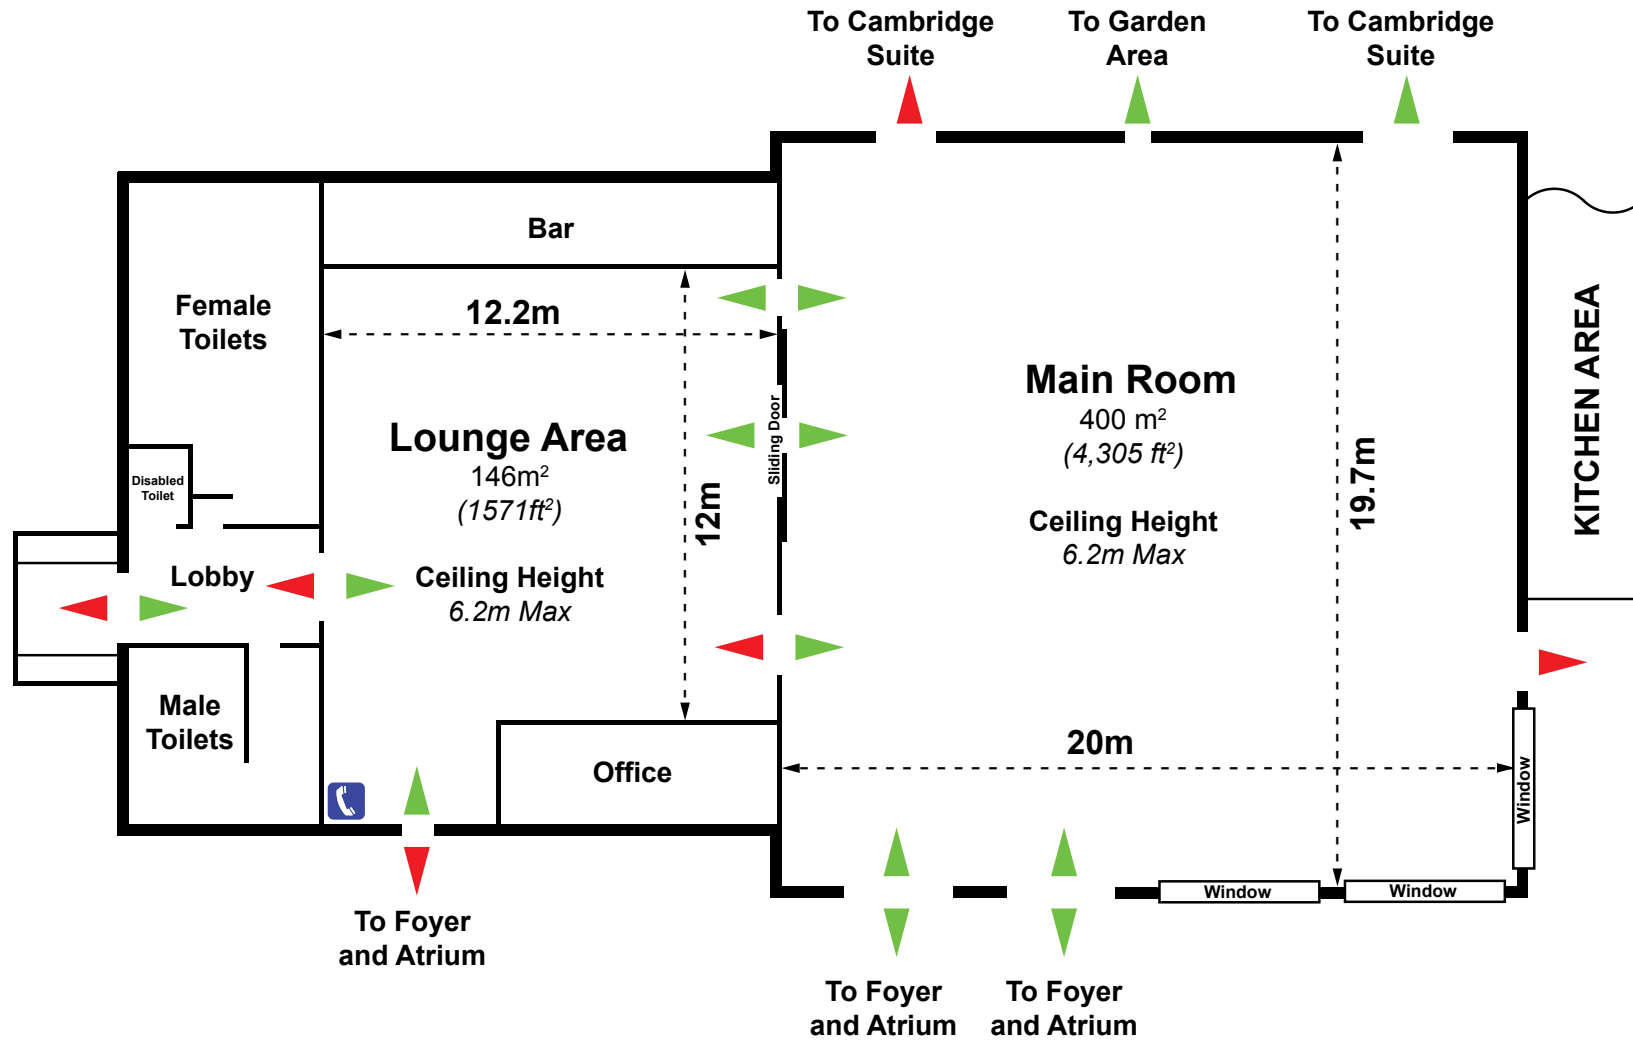 To Cambridge
Suite
To Garden
Area
To Cambridge
Suite
Bar
Female
Toilets
12.2m
Lounge Area
146m²
(1571ft²)
Ceiling Height
6.2m Max
12m
Sliding Door
Main Room
400 m²
(4,305 ft²)
Ceiling Height
6.2m Max
19.7m
KITCHEN AREA
Disabled
Toilet
Lobby
Male
Toilets
Office
20m
Window
Window
Window
To Foyer
and Atrium
To Foyer
and Atrium
To Foyer
and Atrium